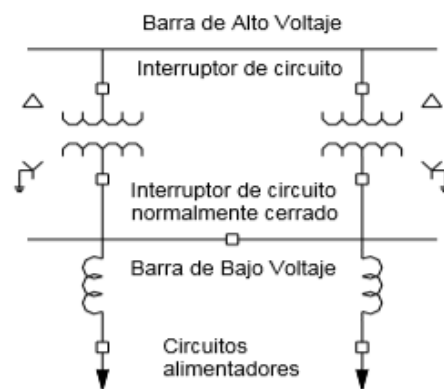 Barra de Alto Voltaje
Interruptor de circuito
Interruptor de circuito
normalmente cerrado
Barra de Bajo Voltaje
Circuitos
alimentadores